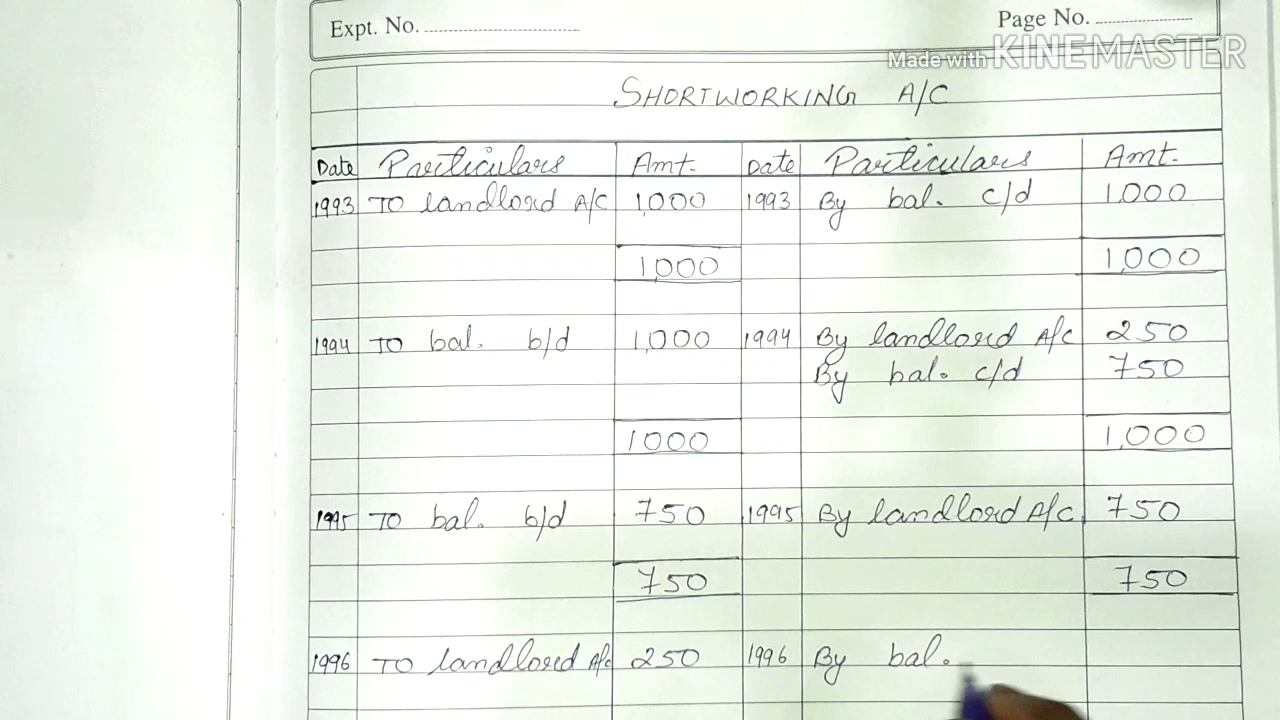 Expt. No. Page No.
Made with KINEMASTER
SHORTWORKING A/C
Date Particulars Amt. Date Particulars Amt.
1993 To landlord A/C 1,000 1993 By bal. c/d 1,000
1,000 1,000
1994 To bal. b/d 1,000 1994 By landlord A/C 250
By bal. c/d 750
1000 1,000
1995 To bal. b/d 750 1995 By landlord A/C 750
750 750
1996 To landlord A/c 250 1996 By bal.